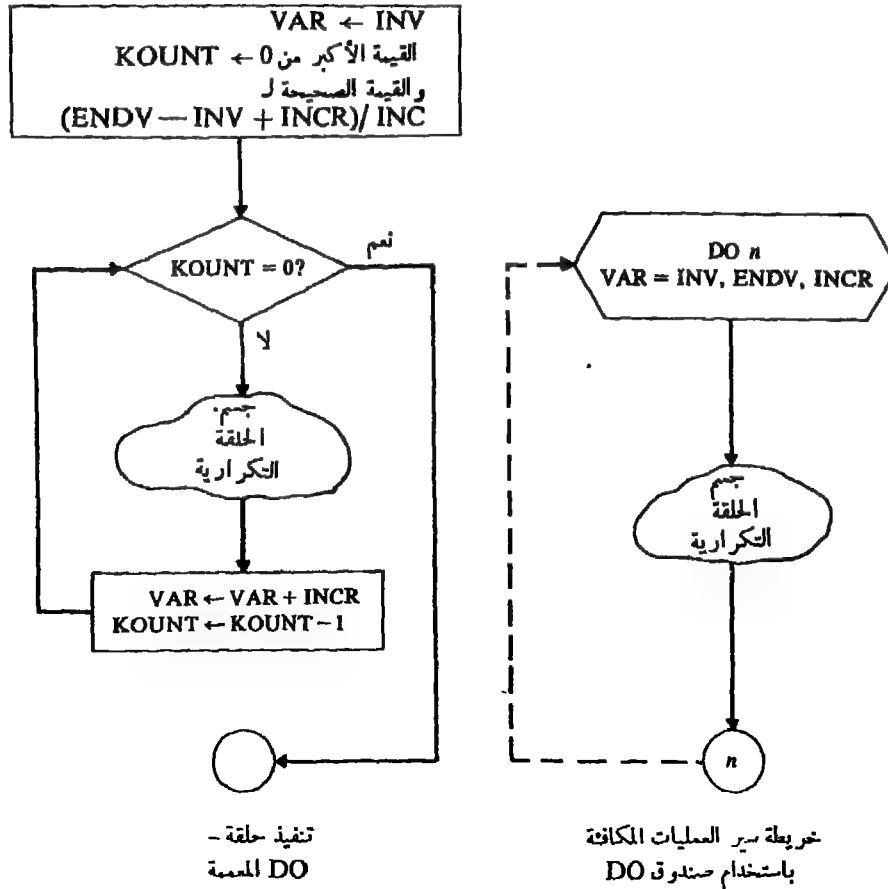 VAR ← INV
KOUNT ← 0 القيمة الأكبر من
والقيمة الصحيحة لـ
(ENDV — INV + INCR)/ INC
KOUNT = 0?
نعم
لا
جسم
الحلقة
التكرارية
VAR ← VAR + INCR
KOUNT ← KOUNT − 1
تنفيذ حلقة –
DO المعممة
DO n
VAR = INV, ENDV, INCR
جسم
الحلقة
التكرارية
n
خريطة سير العمليات المكافئة
باستخدام صندوق DO